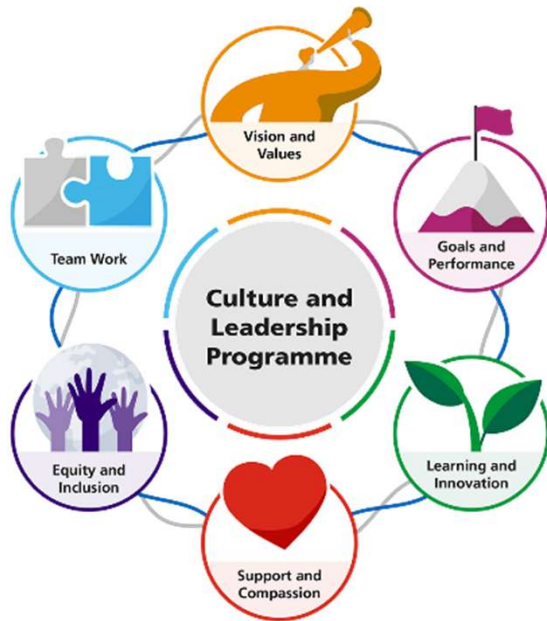 Vision and
Values
Team Work
Goals and
Performance
Culture and
Leadership
Programme
Equity and
Inclusion
Learning and
Innovation
Support and
Compassion